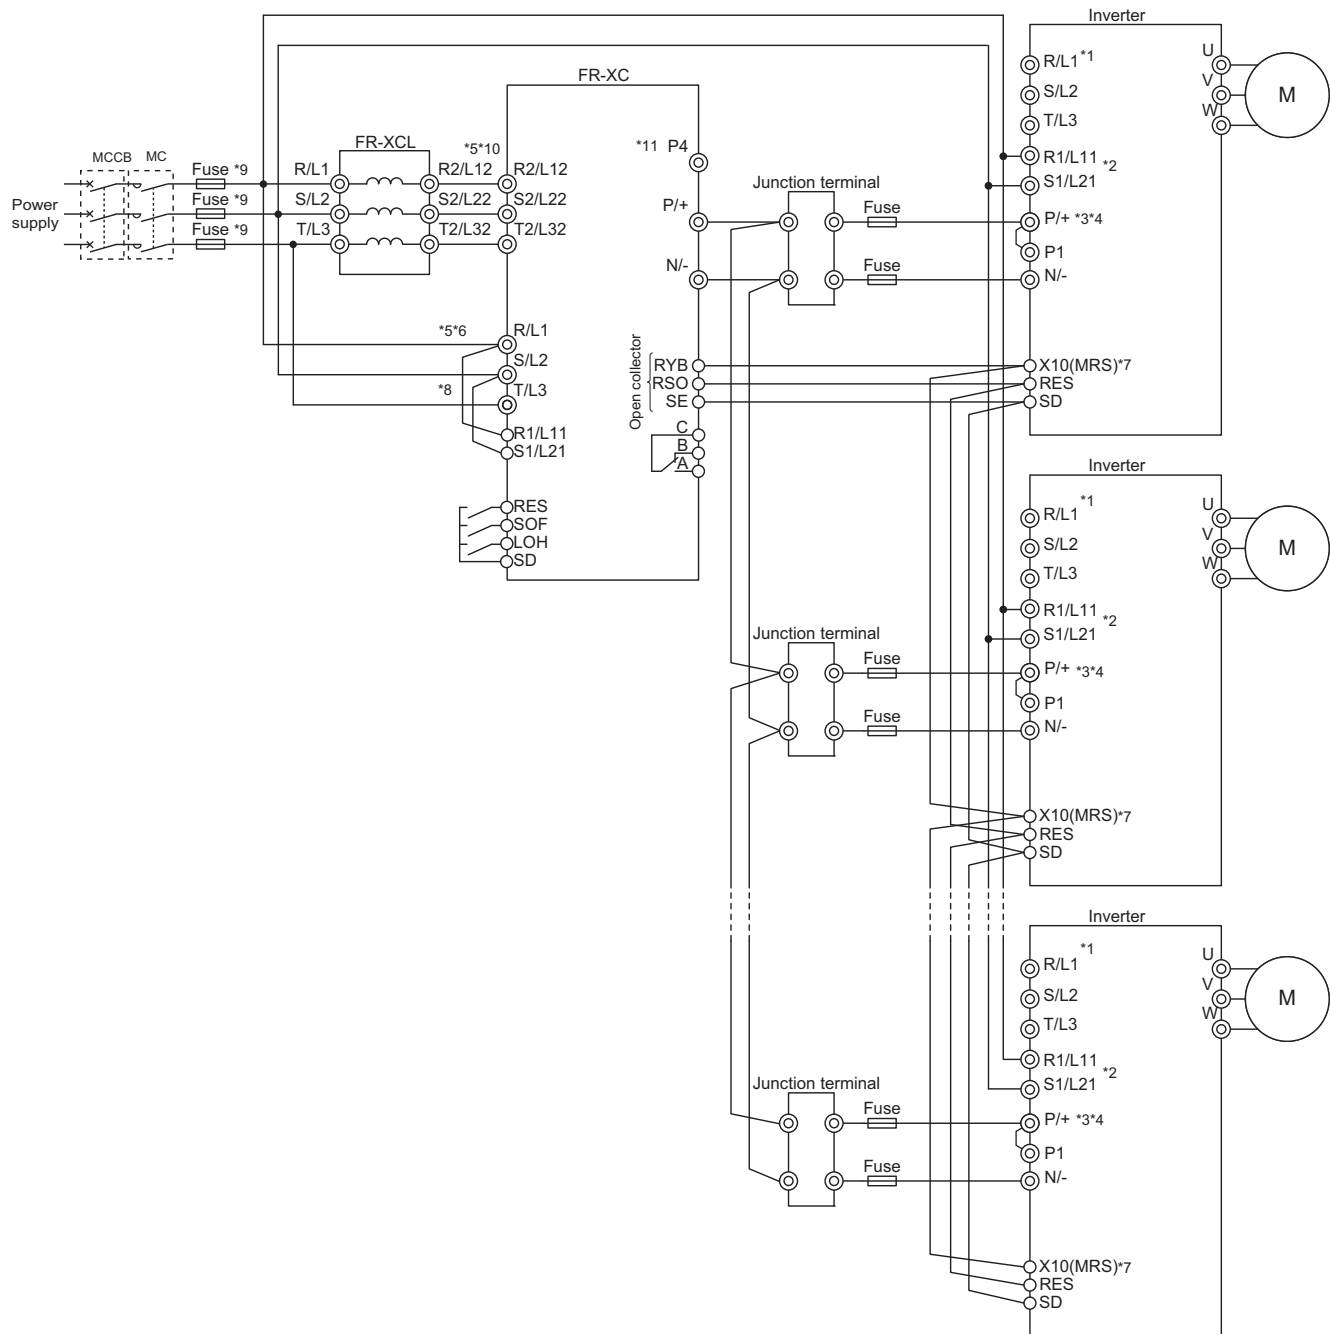 Inverter
R/L1 *1
S/L2
T/L3
R1/L11
*2
S1/L21
P/+ *3*4
P1
N/-
X10(MRS)*7
RES
SD
U
V
W
M
FR-XC
*11 P4
P/+
N/-
Open collector
RYB
RSO
SE
C
B
A
*5*10
R2/L12
S2/L22
T2/L32
*5*6
R/L1
S/L2
*8
T/L3
R1/L11
S1/L21
RES
SOF
LOH
SD
FR-XCL
R/L1
S/L2
T/L3
R2/L12
S2/L22
T2/L32
MCCB
MC
Power
supply
Fuse *9
Fuse *9
Fuse *9
Junction terminal
Fuse
Fuse
Inverter
R/L1 *1
S/L2
T/L3
R1/L11
*2
S1/L21
P/+ *3*4
P1
N/-
X10(MRS)*7
RES
SD
U
V
W
M
Junction terminal
Fuse
Fuse
Inverter
R/L1 *1
S/L2
T/L3
R1/L11
*2
S1/L21
P/+ *3*4
P1
N/-
X10(MRS)*7
RES
SD
U
V
W
M
Junction terminal
Fuse
Fuse